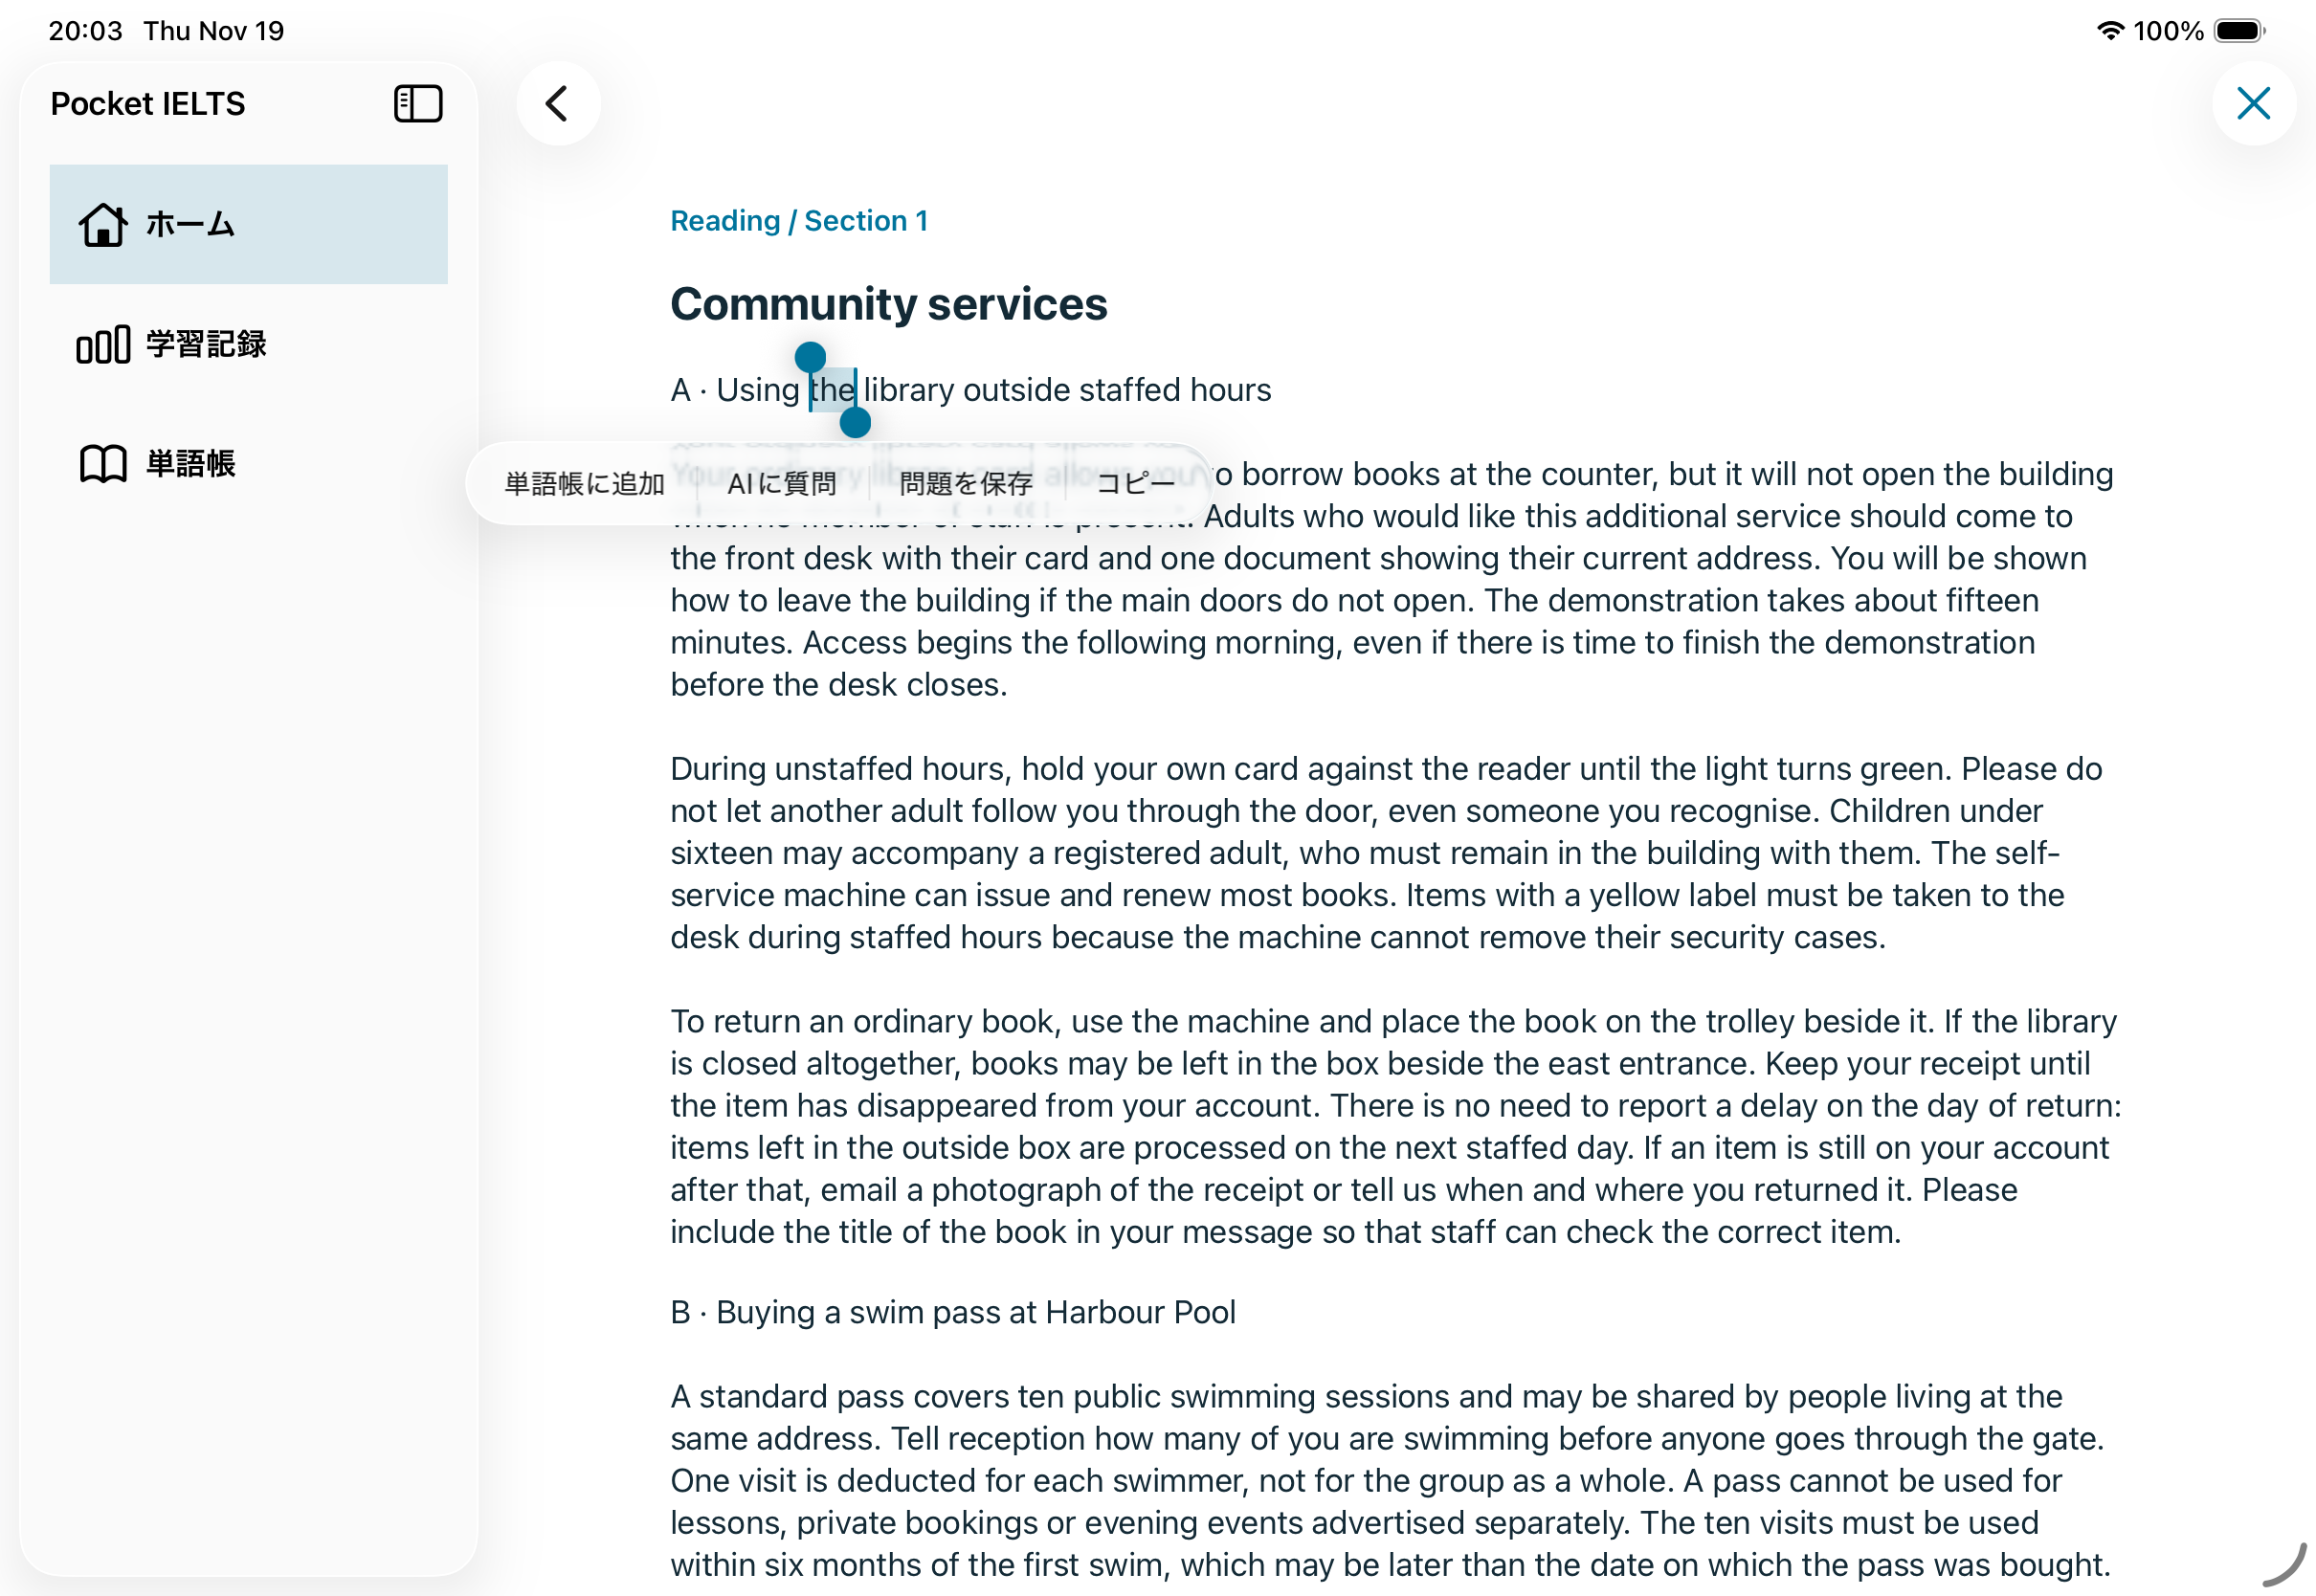 20:03 Thu Nov 19
100%
Pocket IELTS
ホーム
学習記録
単語帳
Reading / Section 1
Community services
A · Using the library outside staffed hours
単語帳に追加 AIに質問 問題を保存 コピー
Your ordinary library card allows you to borrow books at the counter, but it will not open the building
when no member of staff is present. Adults who would like this additional service should come to
the front desk with their card and one document showing their current address. You will be shown
how to leave the building if the main doors do not open. The demonstration takes about fifteen
minutes. Access begins the following morning, even if there is time to finish the demonstration
before the desk closes.
During unstaffed hours, hold your own card against the reader until the light turns green. Please do
not let another adult follow you through the door, even someone you recognise. Children under
sixteen may accompany a registered adult, who must remain in the building with them. The self-
service machine can issue and renew most books. Items with a yellow label must be taken to the
desk during staffed hours because the machine cannot remove their security cases.
To return an ordinary book, use the machine and place the book on the trolley beside it. If the library
is closed altogether, books may be left in the box beside the east entrance. Keep your receipt until
the item has disappeared from your account. There is no need to report a delay on the day of return:
items left in the outside box are processed on the next staffed day. If an item is still on your account
after that, email a photograph of the receipt or tell us when and where you returned it. Please
include the title of the book in your message so that staff can check the correct item.
B · Buying a swim pass at Harbour Pool
A standard pass covers ten public swimming sessions and may be shared by people living at the
same address. Tell reception how many of you are swimming before anyone goes through the gate.
One visit is deducted for each swimmer, not for the group as a whole. A pass cannot be used for
lessons, private bookings or evening events advertised separately. The ten visits must be used
within six months of the first swim, which may be later than the date on which the pass was bought.